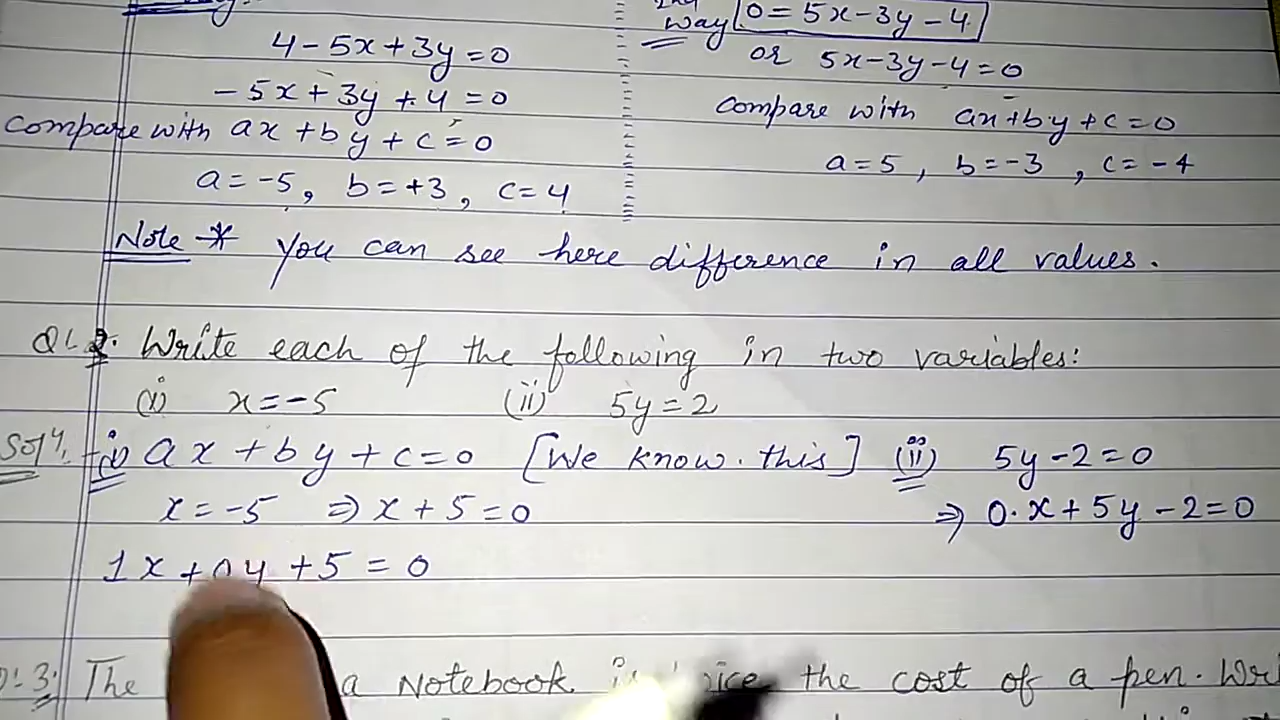 4-5x+3y=0
-5x+3y+4=0
Compare with ax+by+c=0
a=-5, b=+3, c=4
way 0=5x-3y-4
or 5x-3y-4=0
Compare with ax+by+c=0
a=5, b=-3, c=-4
Note * You can see here difference in all values.
Q:2. Write each of the following in two variables:
(i) x=-5 (ii) 5y=2
Sol. (i) ax+by+c=0 [We know this] (ii) 5y-2=0
x=-5 ⇒ x+5=0 ⇒ 0.x+5y-2=0
1x+0y+5=0
3: The a Notebook the cost of a pen.